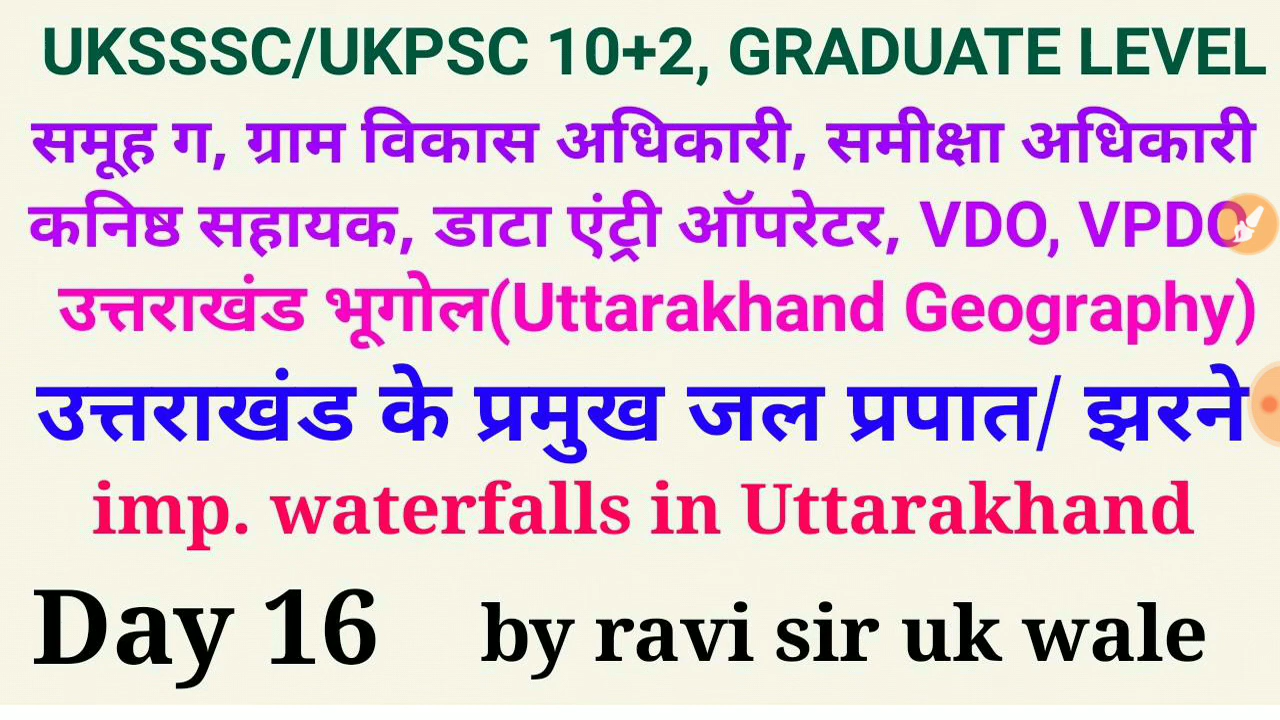 UKSSSC/UKPSC 10+2, GRADUATE LEVEL
समूह ग, ग्राम विकास अधिकारी, समीक्षा अधिकारी
कनिष्ठ सहायक, डाटा एंट्री ऑपरेटर, VDO, VPDO
उत्तराखंड भूगोल(Uttarakhand Geography)
उत्तराखंड के प्रमुख जल प्रपात/ झरने
imp. waterfalls in Uttarakhand
Day 16 by ravi sir uk wale